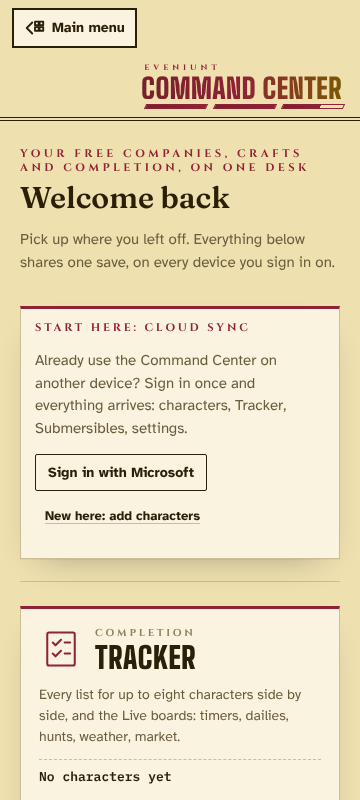 Main menu
EVENIUNT
COMMAND CENTER
YOUR FREE COMPANIES, CRAFTS
AND COMPLETION, ON ONE DESK
Welcome back
Pick up where you left off. Everything below
shares one save, on every device you sign in on.
START HERE: CLOUD SYNC
Already use the Command Center on
another device? Sign in once and
everything arrives: characters, Tracker,
Submersibles, settings.
Sign in with Microsoft
New here: add characters
COMPLETION
TRACKER
Every list for up to eight characters side by
side, and the Live boards: timers, dailies,
hunts, weather, market.
No characters yet